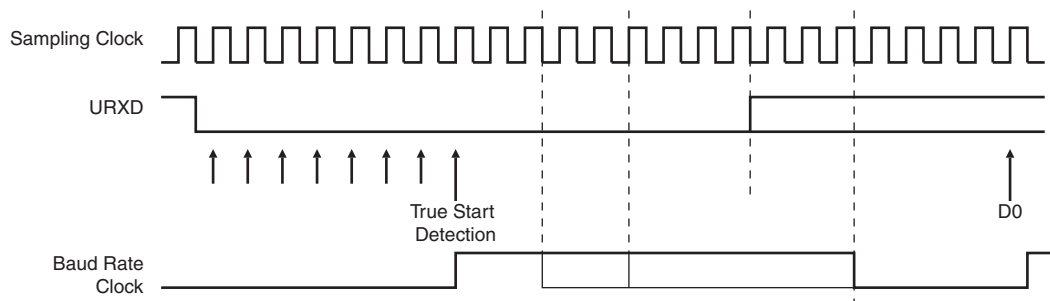 Sampling Clock
URXD
True Start
Detection
D0
Baud Rate
Clock